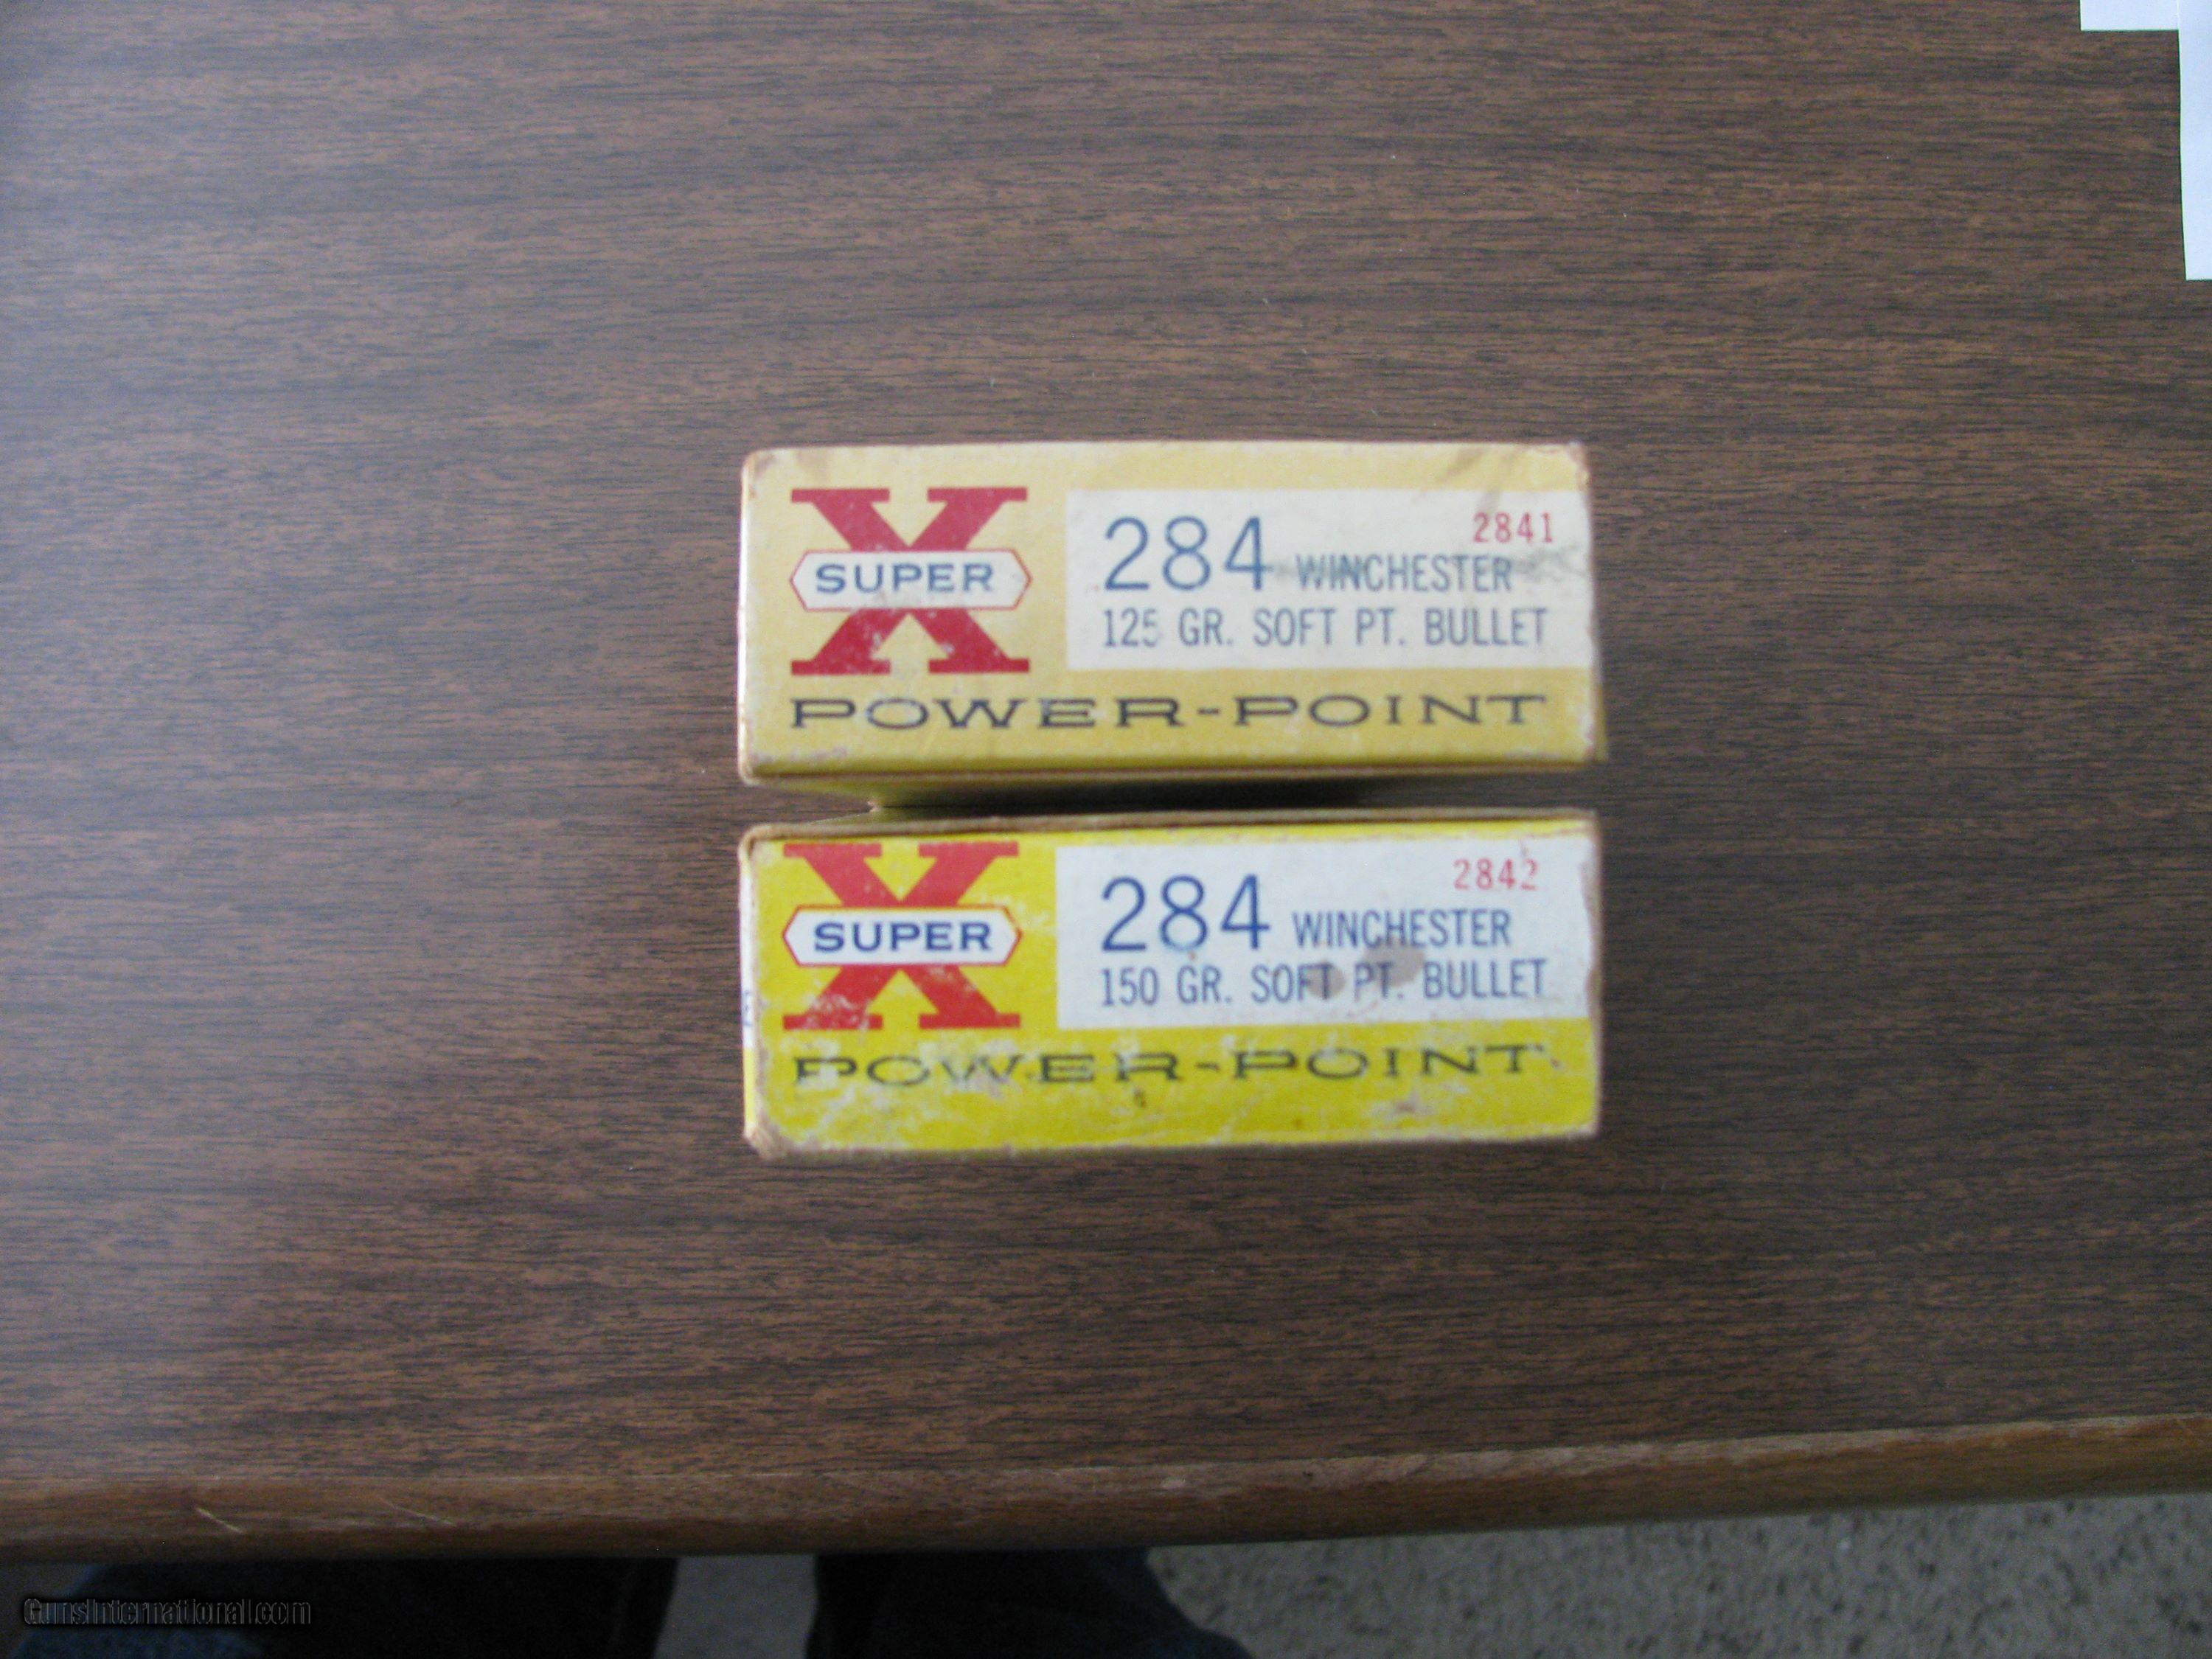 X
SUPER
2841
284 WINCHESTER
125 GR. SOFT PT. BULLET
POWER-POINT
X
SUPER
2842
284 WINCHESTER
150 GR. SOFT PT. BULLET
POWER-POINT
E
GunsInternational.com